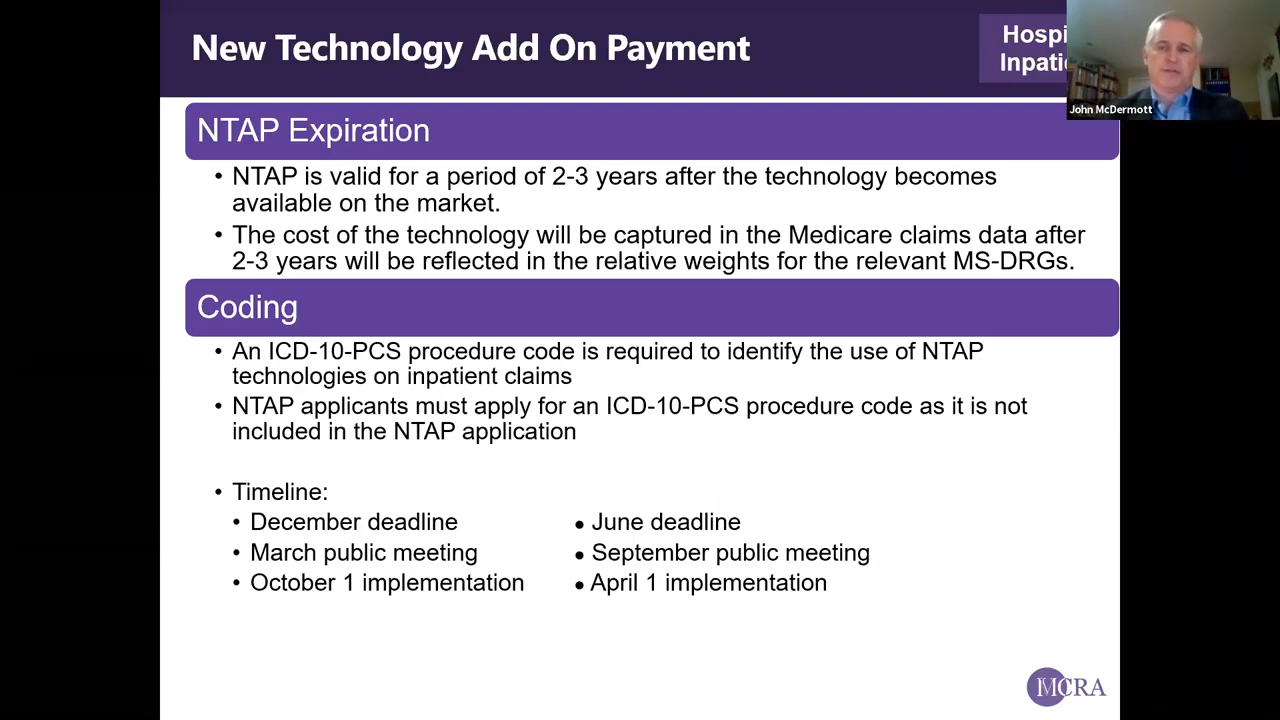 New Technology Add On Payment
Hospi
Inpati
John McDermott
NTAP Expiration
• NTAP is valid for a period of 2-3 years after the technology becomes
available on the market.
• The cost of the technology will be captured in the Medicare claims data after
2-3 years will be reflected in the relative weights for the relevant MS-DRGs.
Coding
• An ICD-10-PCS procedure code is required to identify the use of NTAP
technologies on inpatient claims
• NTAP applicants must apply for an ICD-10-PCS procedure code as it is not
included in the NTAP application
• Timeline:
• December deadline
• March public meeting
• October 1 implementation
• June deadline
• September public meeting
• April 1 implementation
MCRA